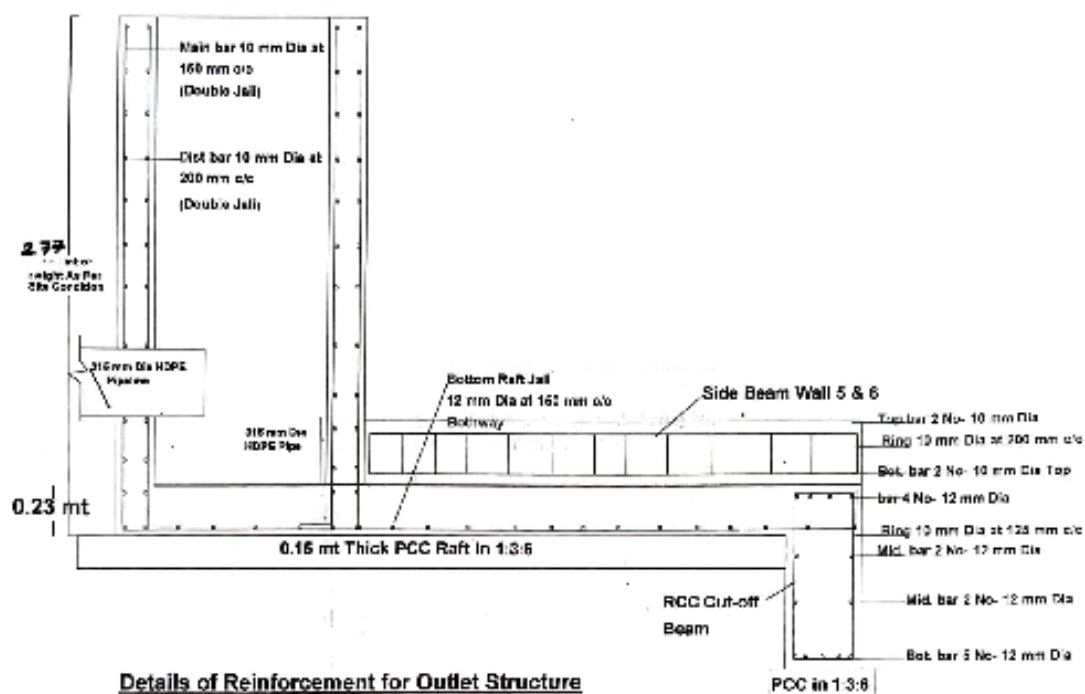 Main bar 10 mm Dia at
160 mm c/c
(Double Jali)
Dist bar 10 mm Dia at
200 mm c/c
(Double Jali)
2.77
Height As Per
Site Condition
315 mm Dia HDPE
Pipeline
Bottom Raft Jali
12 mm Dia at 160 mm c/c
Bothway
Side Beam Wall 5 & 6
315 mm Dia
HDPE Pipe
Top bar 2 No- 10 mm Dia
Ring 10 mm Dia at 200 mm c/c
Bot. bar 2 No- 10 mm Dia Top
bar 4 No- 12 mm Dia
0.23 mt
Ring 10 mm Dia at 125 mm c/c
Mid. bar 2 No- 12 mm Dia
0.15 mt Thick PCC Raft in 1:3:6
RCC Cut-off
Beam
Mid. bar 2 No- 12 mm Dia
Bot. bar 5 No- 12 mm Dia
Details of Reinforcement for Outlet Structure
PCC in 1:3:6